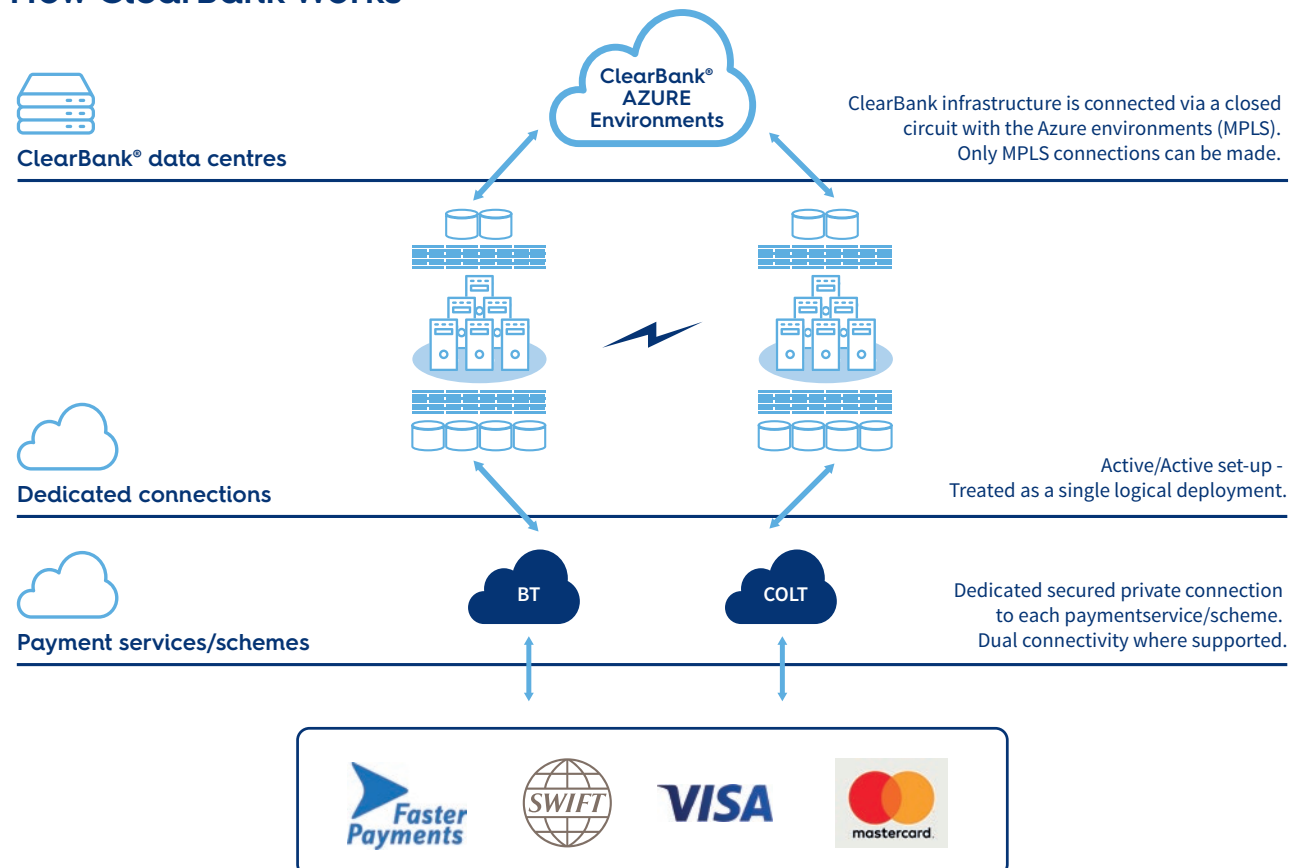 How ClearBank Works
ClearBank®
AZURE
Environments
ClearBank infrastructure is connected via a closed
circuit with the Azure environments (MPLS).
Only MPLS connections can be made.
ClearBank® data centres
Active/Active set-up -
Treated as a single logical deployment.
Dedicated connections
BT
COLT
Dedicated secured private connection
to each paymentservice/scheme.
Dual connectivity where supported.
Payment services/schemes
Faster
Payments
SWIFT
VISA
mastercard.